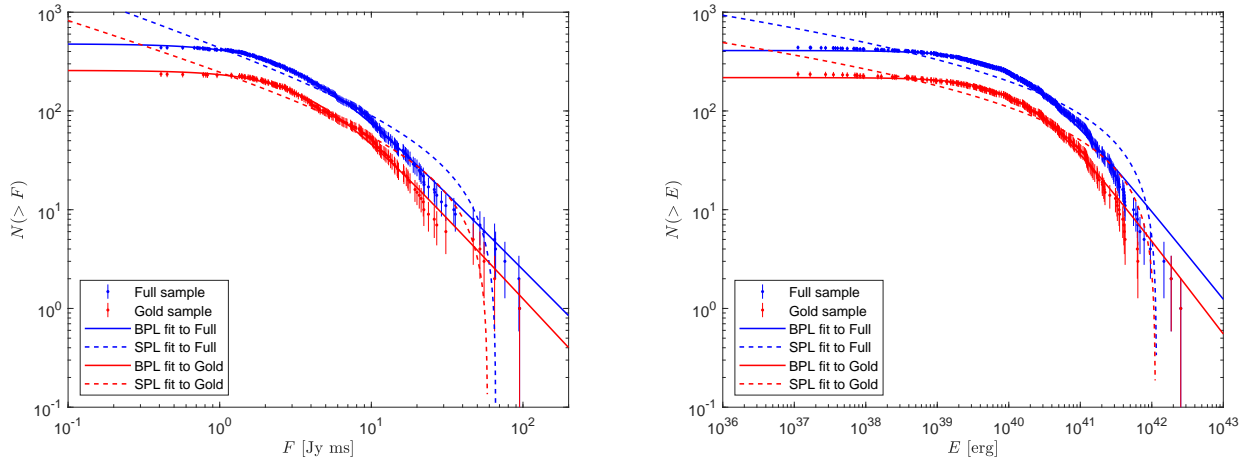 10^3
10^2
10^1
10^0
10^-1
N(> F)
Full sample
Gold sample
BPL fit to Full
SPL fit to Full
BPL fit to Gold
SPL fit to Gold
10^-1 10^0 10^1 10^2
F [Jy ms]
10^3
10^2
10^1
10^0
10^-1
N(> E)
Full sample
Gold sample
BPL fit to Full
SPL fit to Full
BPL fit to Gold
SPL fit to Gold
10^36 10^37 10^38 10^39 10^40 10^41 10^42 10^43
E [erg]